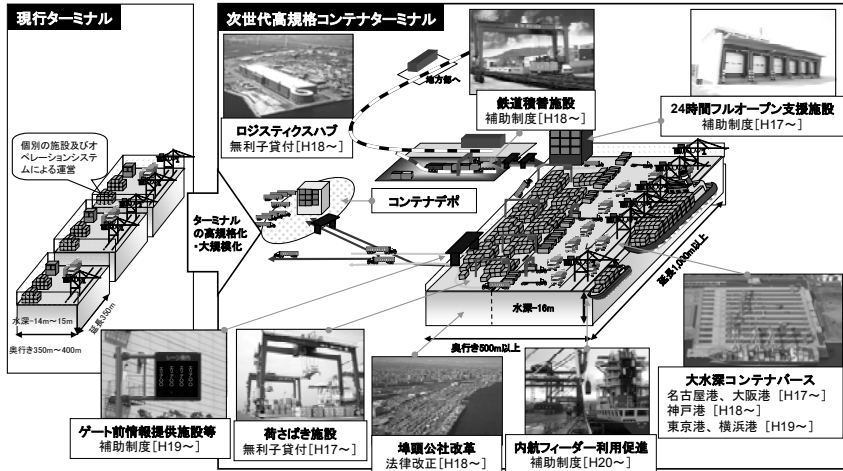 現行ターミナル
個別の施設及びオ
ペレーションシス
テムによる運営
水深-14m～15m
延長350m
奥行き350m～400m
ターミナル
の高規格化
・大規模化
次世代高規格コンテナターミナル
地方部へ
ロジスティクスハブ
無利子貸付[H18～]
鉄道積替施設
補助制度[H18～]
24時間フルオープン支援施設
補助制度[H17～]
コンテナデポ
延長1,000m以上
水深-16m
奥行き500m以上
ゲート前情報提供施設等
補助制度[H19～]
荷さばき施設
無利子貸付[H17～]
埠頭公社改革
法律改正[H18～]
内航フィーダー利用促進
補助制度[H20～]
大水深コンテナバース
名古屋港、大阪港 [H17～]
神戸港 [H18～]
東京港、横浜港 [H19～]